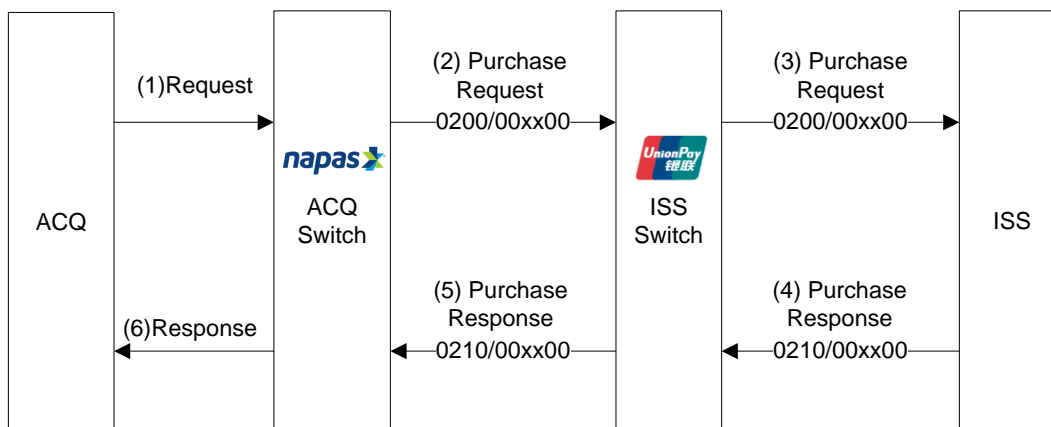 (1)Request
(2) Purchase
Request
0200/00xx00
(3) Purchase
Request
0200/00xx00
napas
UnionPay
银联
ACQ
ACQ
Switch
ISS
Switch
ISS
(6)Response
(5) Purchase
Response
0210/00xx00
(4) Purchase
Response
0210/00xx00